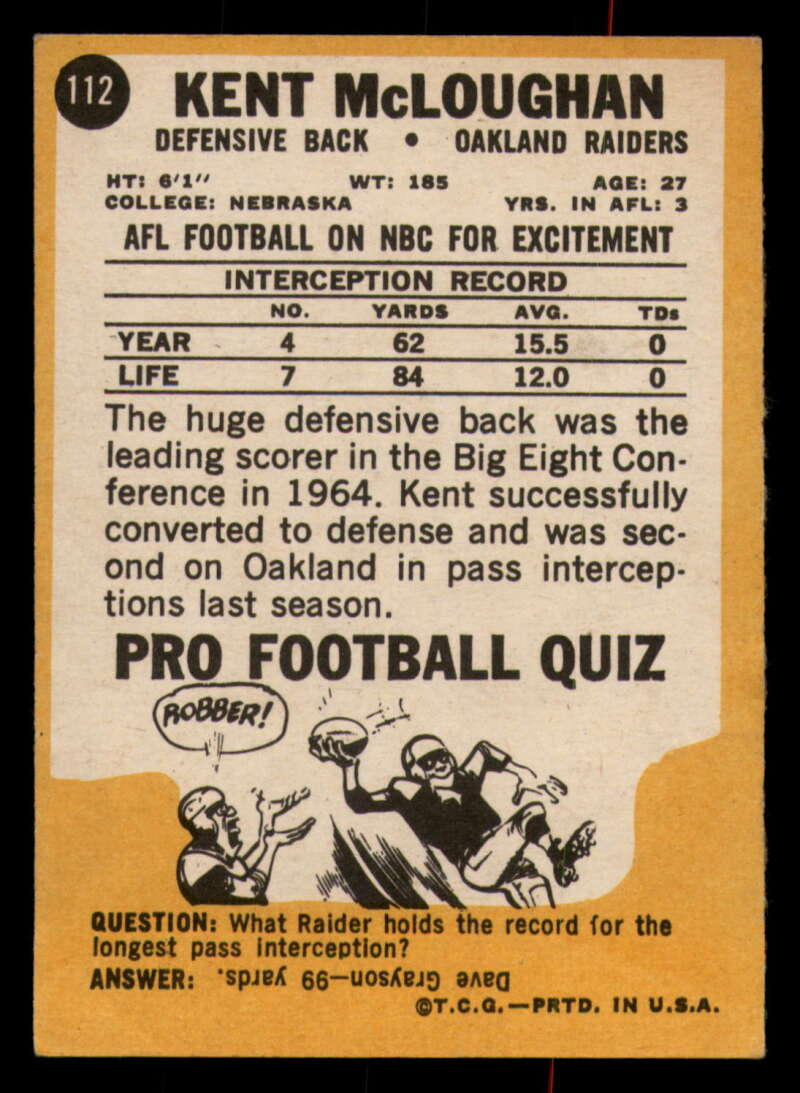 112
KENT McLOUGHAN
DEFENSIVE BACK • OAKLAND RAIDERS
HT: 6'1" WT: 185 AGE: 27
COLLEGE: NEBRASKA YRS. IN AFL: 3
AFL FOOTBALL ON NBC FOR EXCITEMENT
INTERCEPTION RECORD
NO. YARDS AVG. TDs
YEAR 4 62 15.5 0
LIFE 7 84 12.0 0
The huge defensive back was the
leading scorer in the Big Eight Con-
ference in 1964. Kent successfully
converted to defense and was sec-
ond on Oakland in pass intercep-
tions last season.
PRO FOOTBALL QUIZ
ROBBER!
QUESTION: What Raider holds the record for the
longest pass interception?
ANSWER: Dave Grayson—99 yards.
©T.C.G.—PRTD. IN U.S.A.